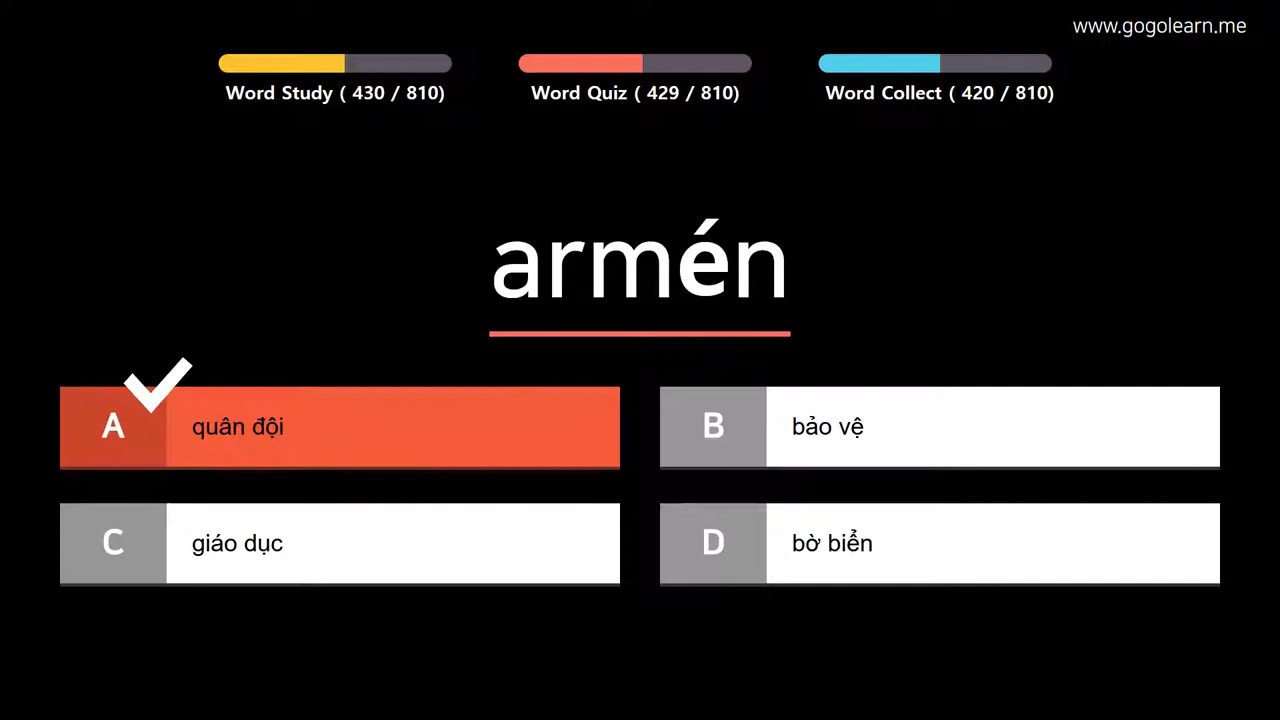 www.gogolearn.me
Word Study ( 430 / 810)
Word Quiz ( 429 / 810)
Word Collect ( 420 / 810)
armén
A quân đội
B bảo vệ
C giáo dục
D bờ biển